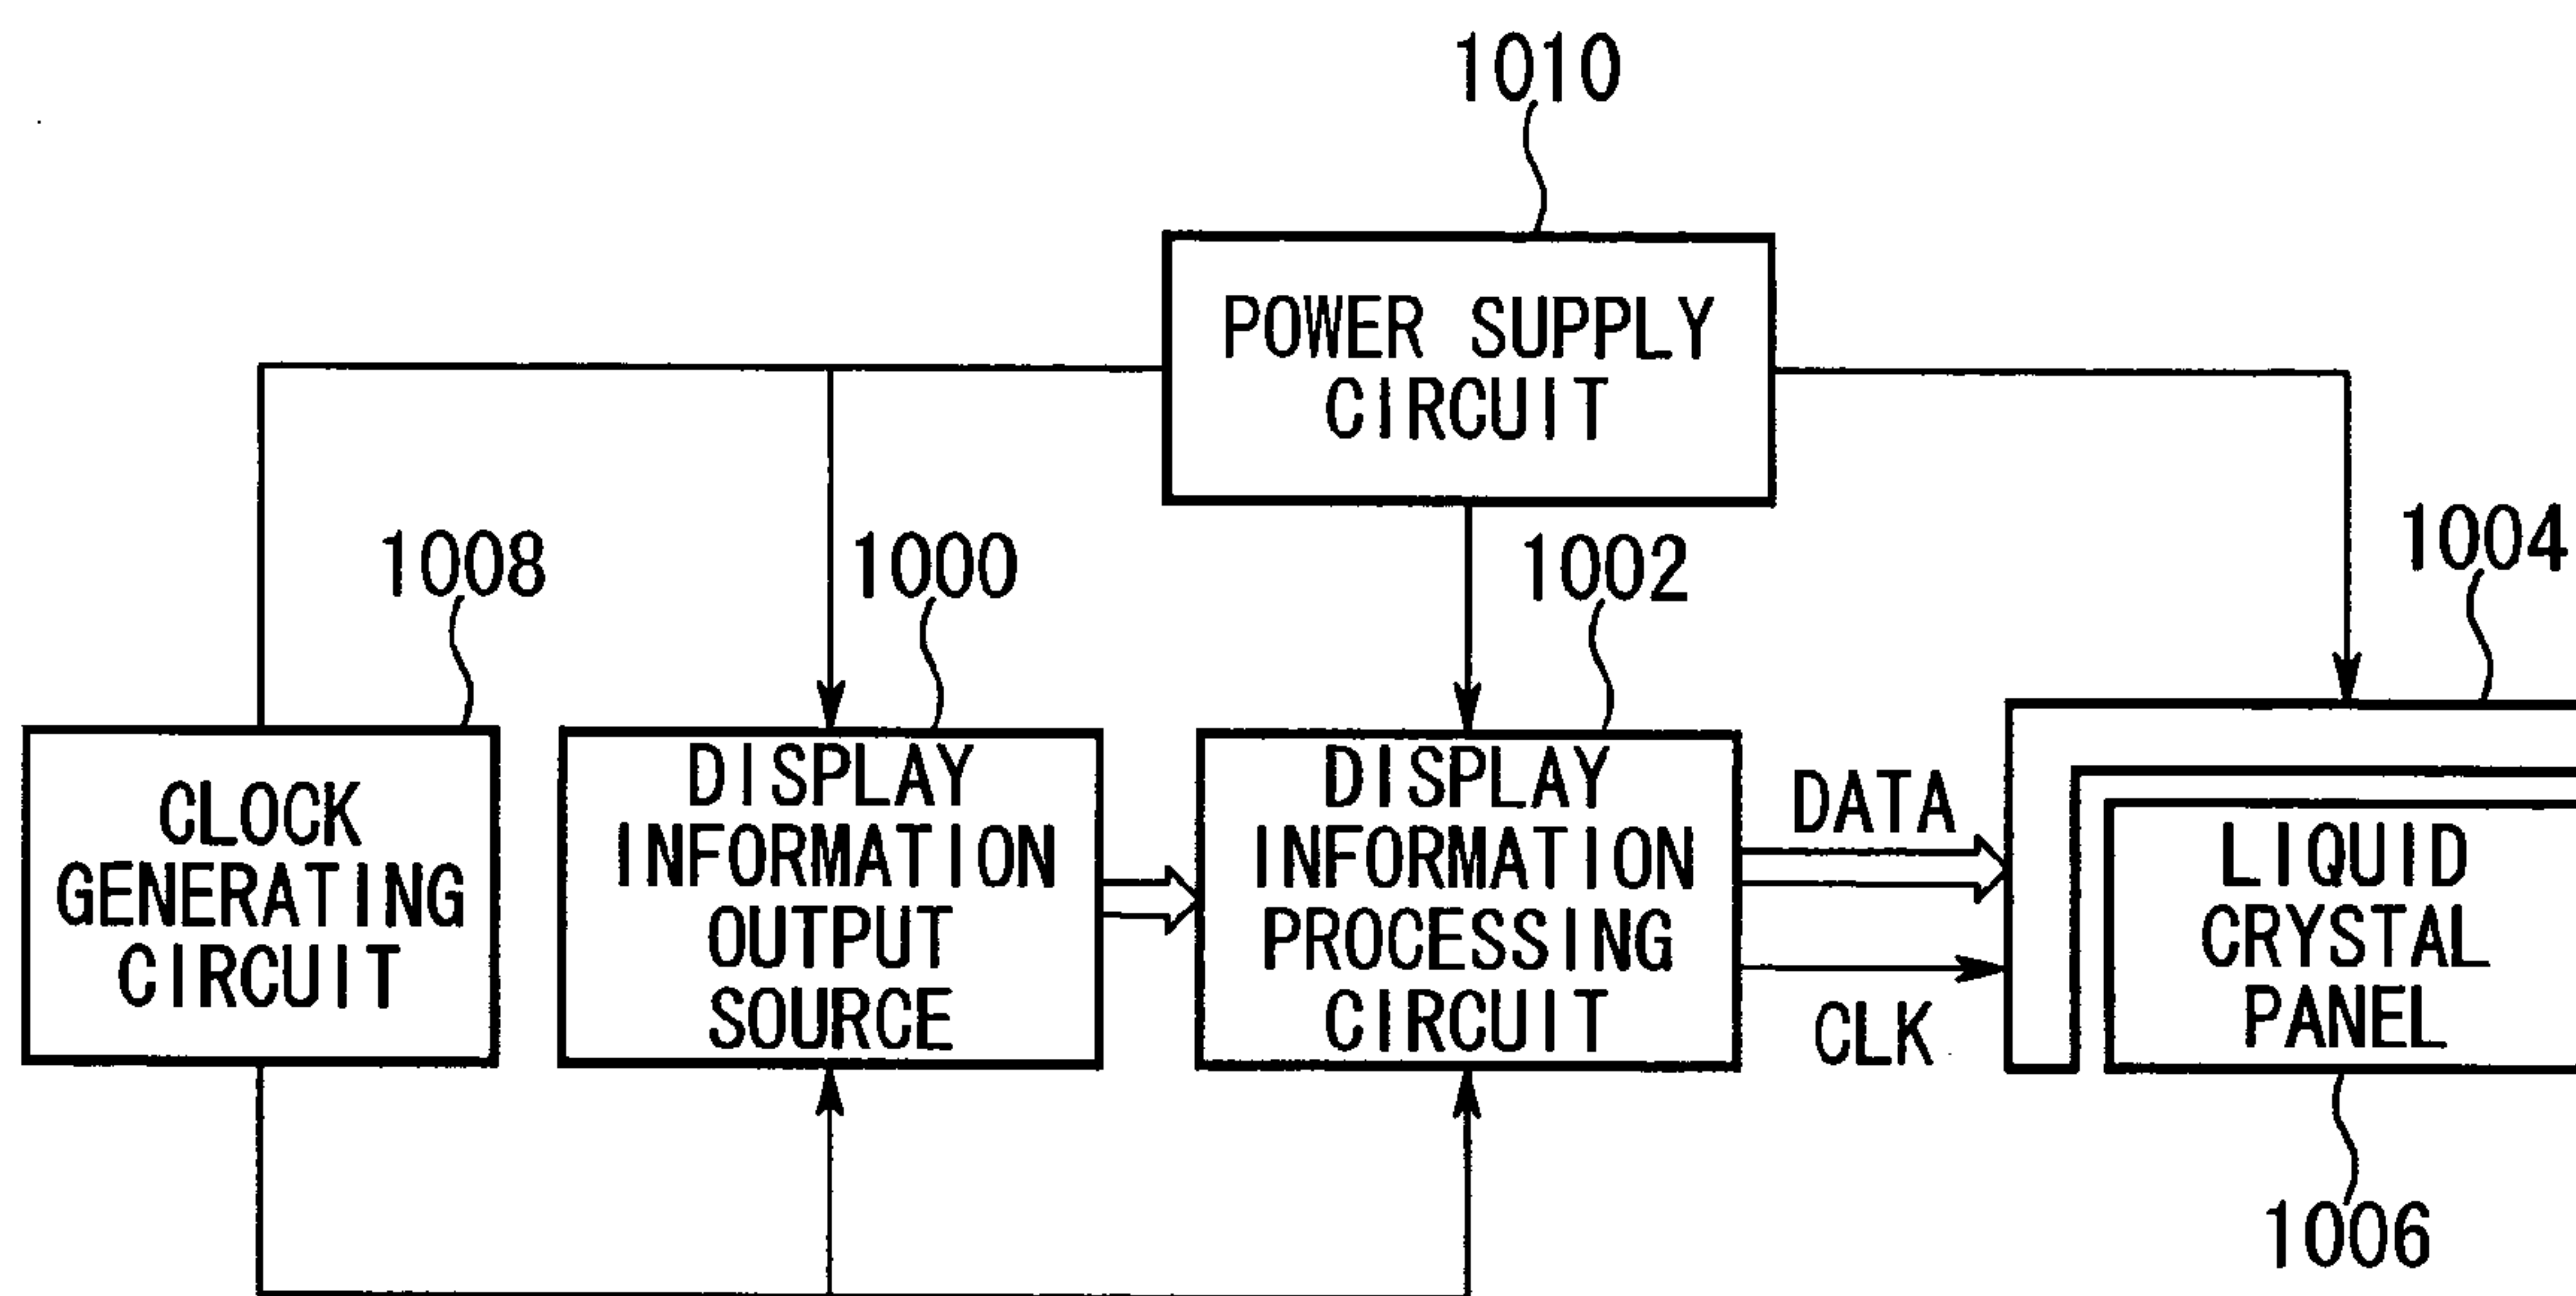 1010
POWER SUPPLY
CIRCUIT
1008
1000
1002
1004
CLOCK
GENERATING
CIRCUIT
DISPLAY
INFORMATION
OUTPUT
SOURCE
DISPLAY
INFORMATION
PROCESSING
CIRCUIT
DATA
CLK
LIQUID
CRYSTAL
PANEL
1006